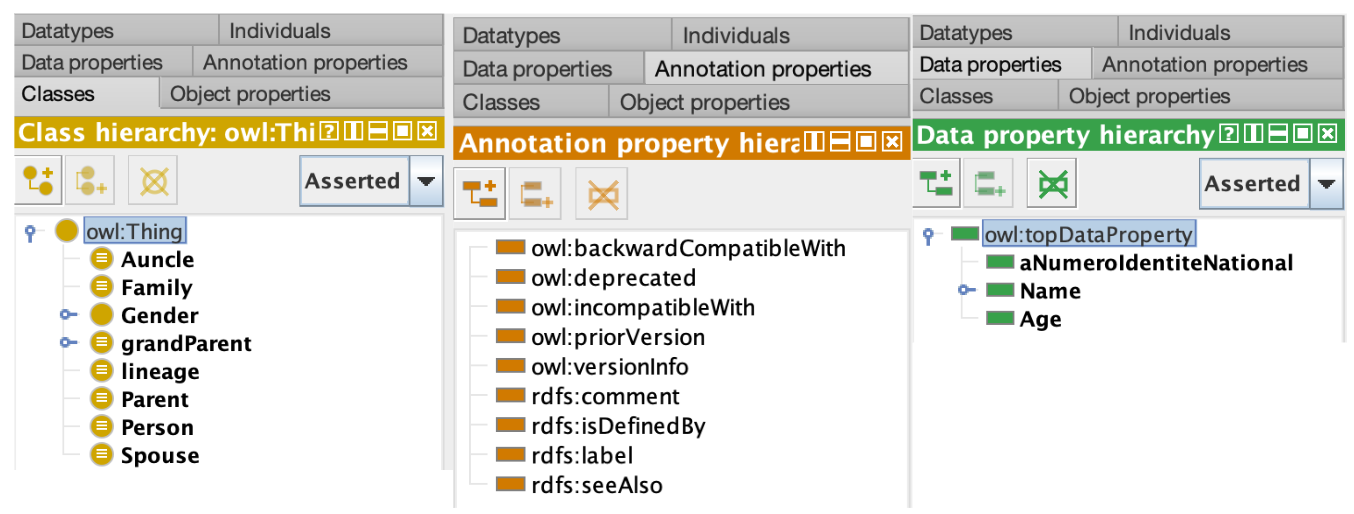 Datatypes Individuals
Data properties Annotation properties
Classes Object properties
Class hierarchy: owl:Thi
Asserted
owl:Thing
Auncle
Family
Gender
grandParent
lineage
Parent
Person
Spouse
Datatypes Individuals
Data properties Annotation properties
Classes Object properties
Annotation property hiera
owl:backwardCompatibleWith
owl:deprecated
owl:incompatibleWith
owl:priorVersion
owl:versionInfo
rdfs:comment
rdfs:isDefinedBy
rdfs:label
rdfs:seeAlso
Datatypes Individuals
Data properties Annotation properties
Classes Object properties
Data property hierarchy
Asserted
owl:topDataProperty
aNumeroIdentiteNational
Name
Age